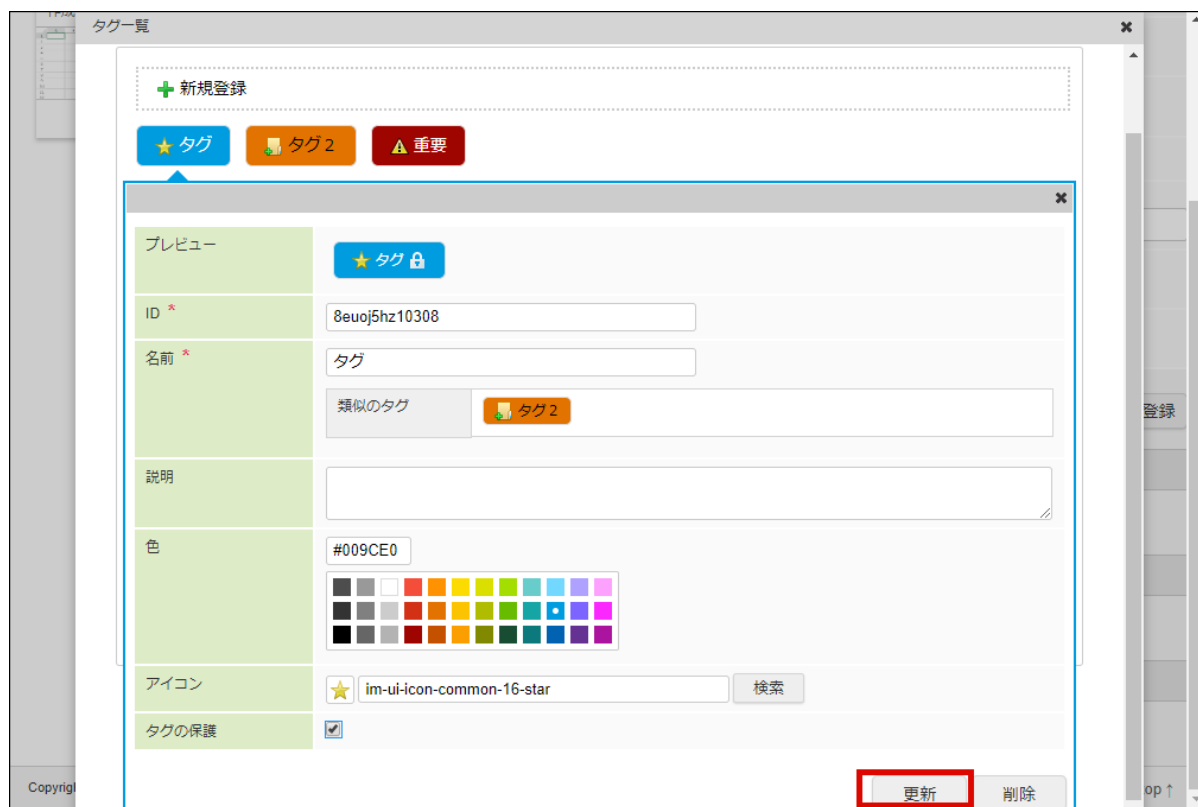 タグ一覧
新規登録
タグ タグ2 重要
プレビュー タグ
ID * 8euoj5hz10308
名前 * タグ
類似のタグ タグ2
説明
色 #009CE0
アイコン im-ui-icon-common-16-star 検索
タグの保護
更新 削除
登録
Copyrig
op ↑